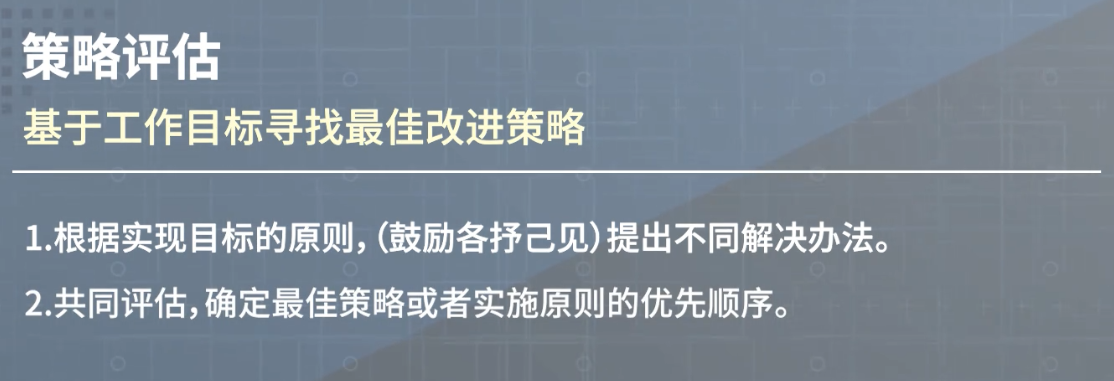 策略评估
基于工作目标寻找最佳改进策略
1.根据实现目标的原则,（鼓励各抒己见）提出不同解决办法。
2.共同评估,确定最佳策略或者实施原则的优先顺序。